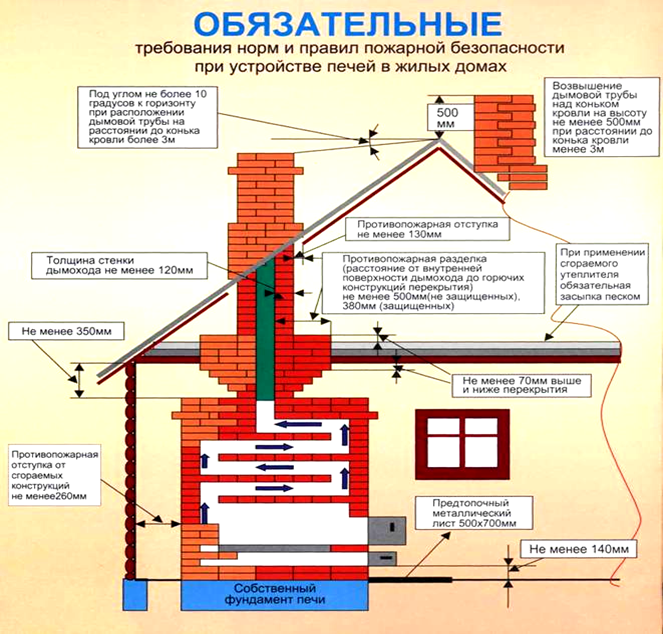 ОБЯЗАТЕЛЬНЫЕ
требования норм и правил пожарной безопасности
при устройстве печей в жилых домах
Под углом не более 10
градусов к горизонту
при расположении
дымовой трубы на
расстоянии до конька
кровли более 3м
500
мм
Возвышение
дымовой трубы
над коньком
кровли на высоту
не менее 500мм
при расстоянии до
конька кровли
менее 3м
Противопожарная отступка
не менее 130мм
Толщина стенки
дымохода не менее 120мм
Противопожарная разделка
(расстояние от внутренней
поверхности дымохода до горючих
конструкций перекрытия)
не менее 500мм(не защищенных),
380мм (защищенных)
При применении
сгораемого
утеплителя
обязательная
засыпка песком
Не менее 350мм
Не менее 70мм выше
и ниже перекрытия
Противопожарная
отступка от
сгораемых
конструкций
не менее260мм
Предтопочный
металлический
лист 500х700мм
Не менее 140мм
Собственный
фундамент печи